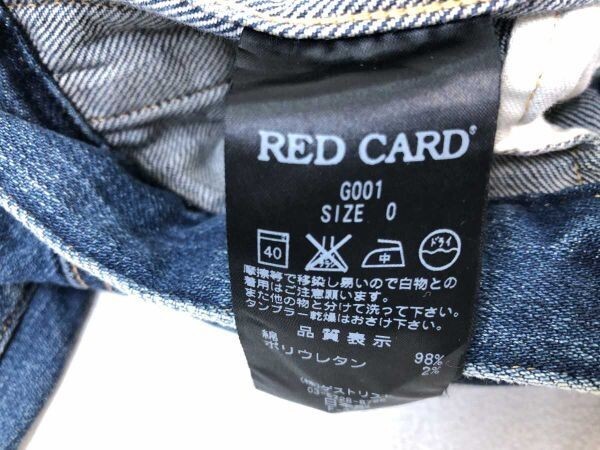 RED CARD®
G001
SIZE 0
40 中 ドライ
摩擦等で移染し易いので白物との
着用はご注意願います。
また他の物と分けて洗って下さい。
タンブラー乾燥はおさけ下さい。
品質表示
綿 98%
ポリウレタン 2%